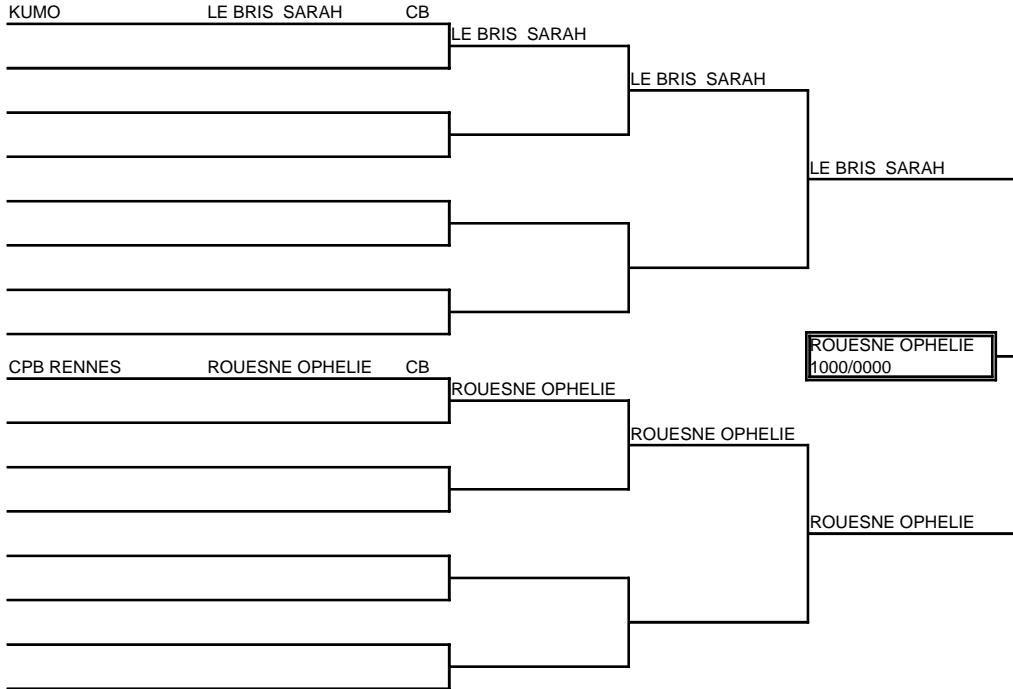 KUMO LE BRIS SARAH CB
LE BRIS SARAH
LE BRIS SARAH
LE BRIS SARAH
ROUESNE OPHELIE
1000/0000
CPB RENNES ROUESNE OPHELIE CB
ROUESNE OPHELIE
ROUESNE OPHELIE
ROUESNE OPHELIE